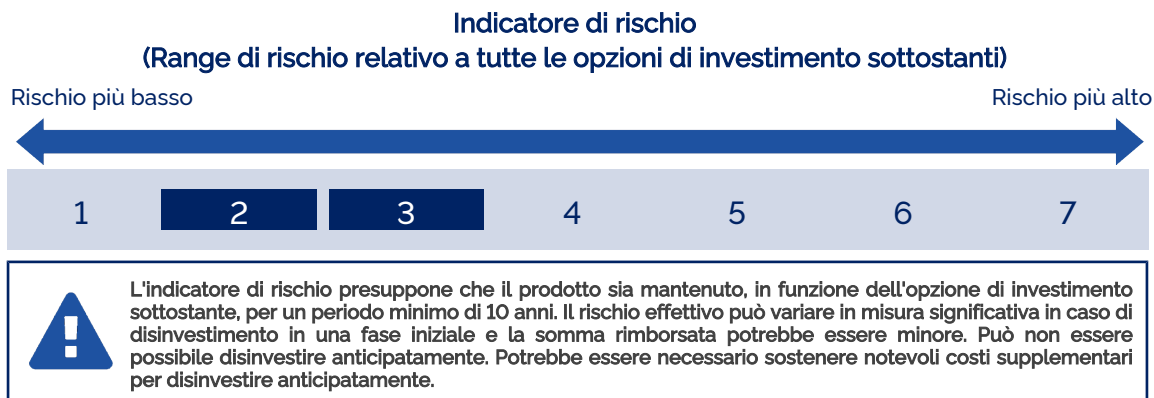 Indicatore di rischio
(Range di rischio relativo a tutte le opzioni di investimento sottostanti)
Rischio più basso
Rischio più alto
1 2 3 4 5 6 7
L'indicatore di rischio presuppone che il prodotto sia mantenuto, in funzione dell'opzione di investimento
sottostante, per un periodo minimo di 10 anni. Il rischio effettivo può variare in misura significativa in caso di
disinvestimento in una fase iniziale e la somma rimborsata potrebbe essere minore. Può non essere
possibile disinvestire anticipatamente. Potrebbe essere necessario sostenere notevoli costi supplementari
per disinvestire anticipatamente.